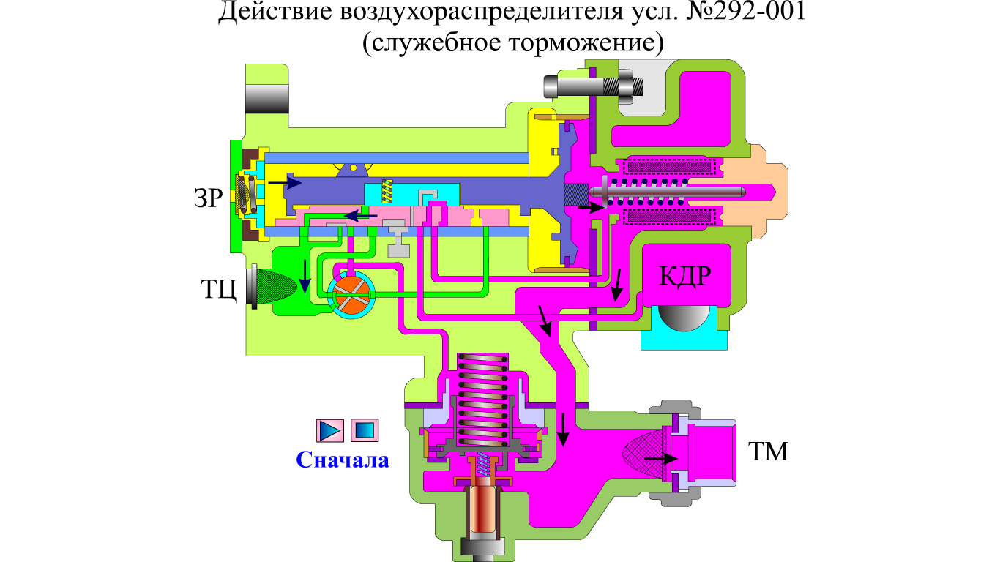 Действие воздухораспределителя усл. №292-001
(служебное торможение)
ЗР
ТЦ
КДР
ТМ
Сначала